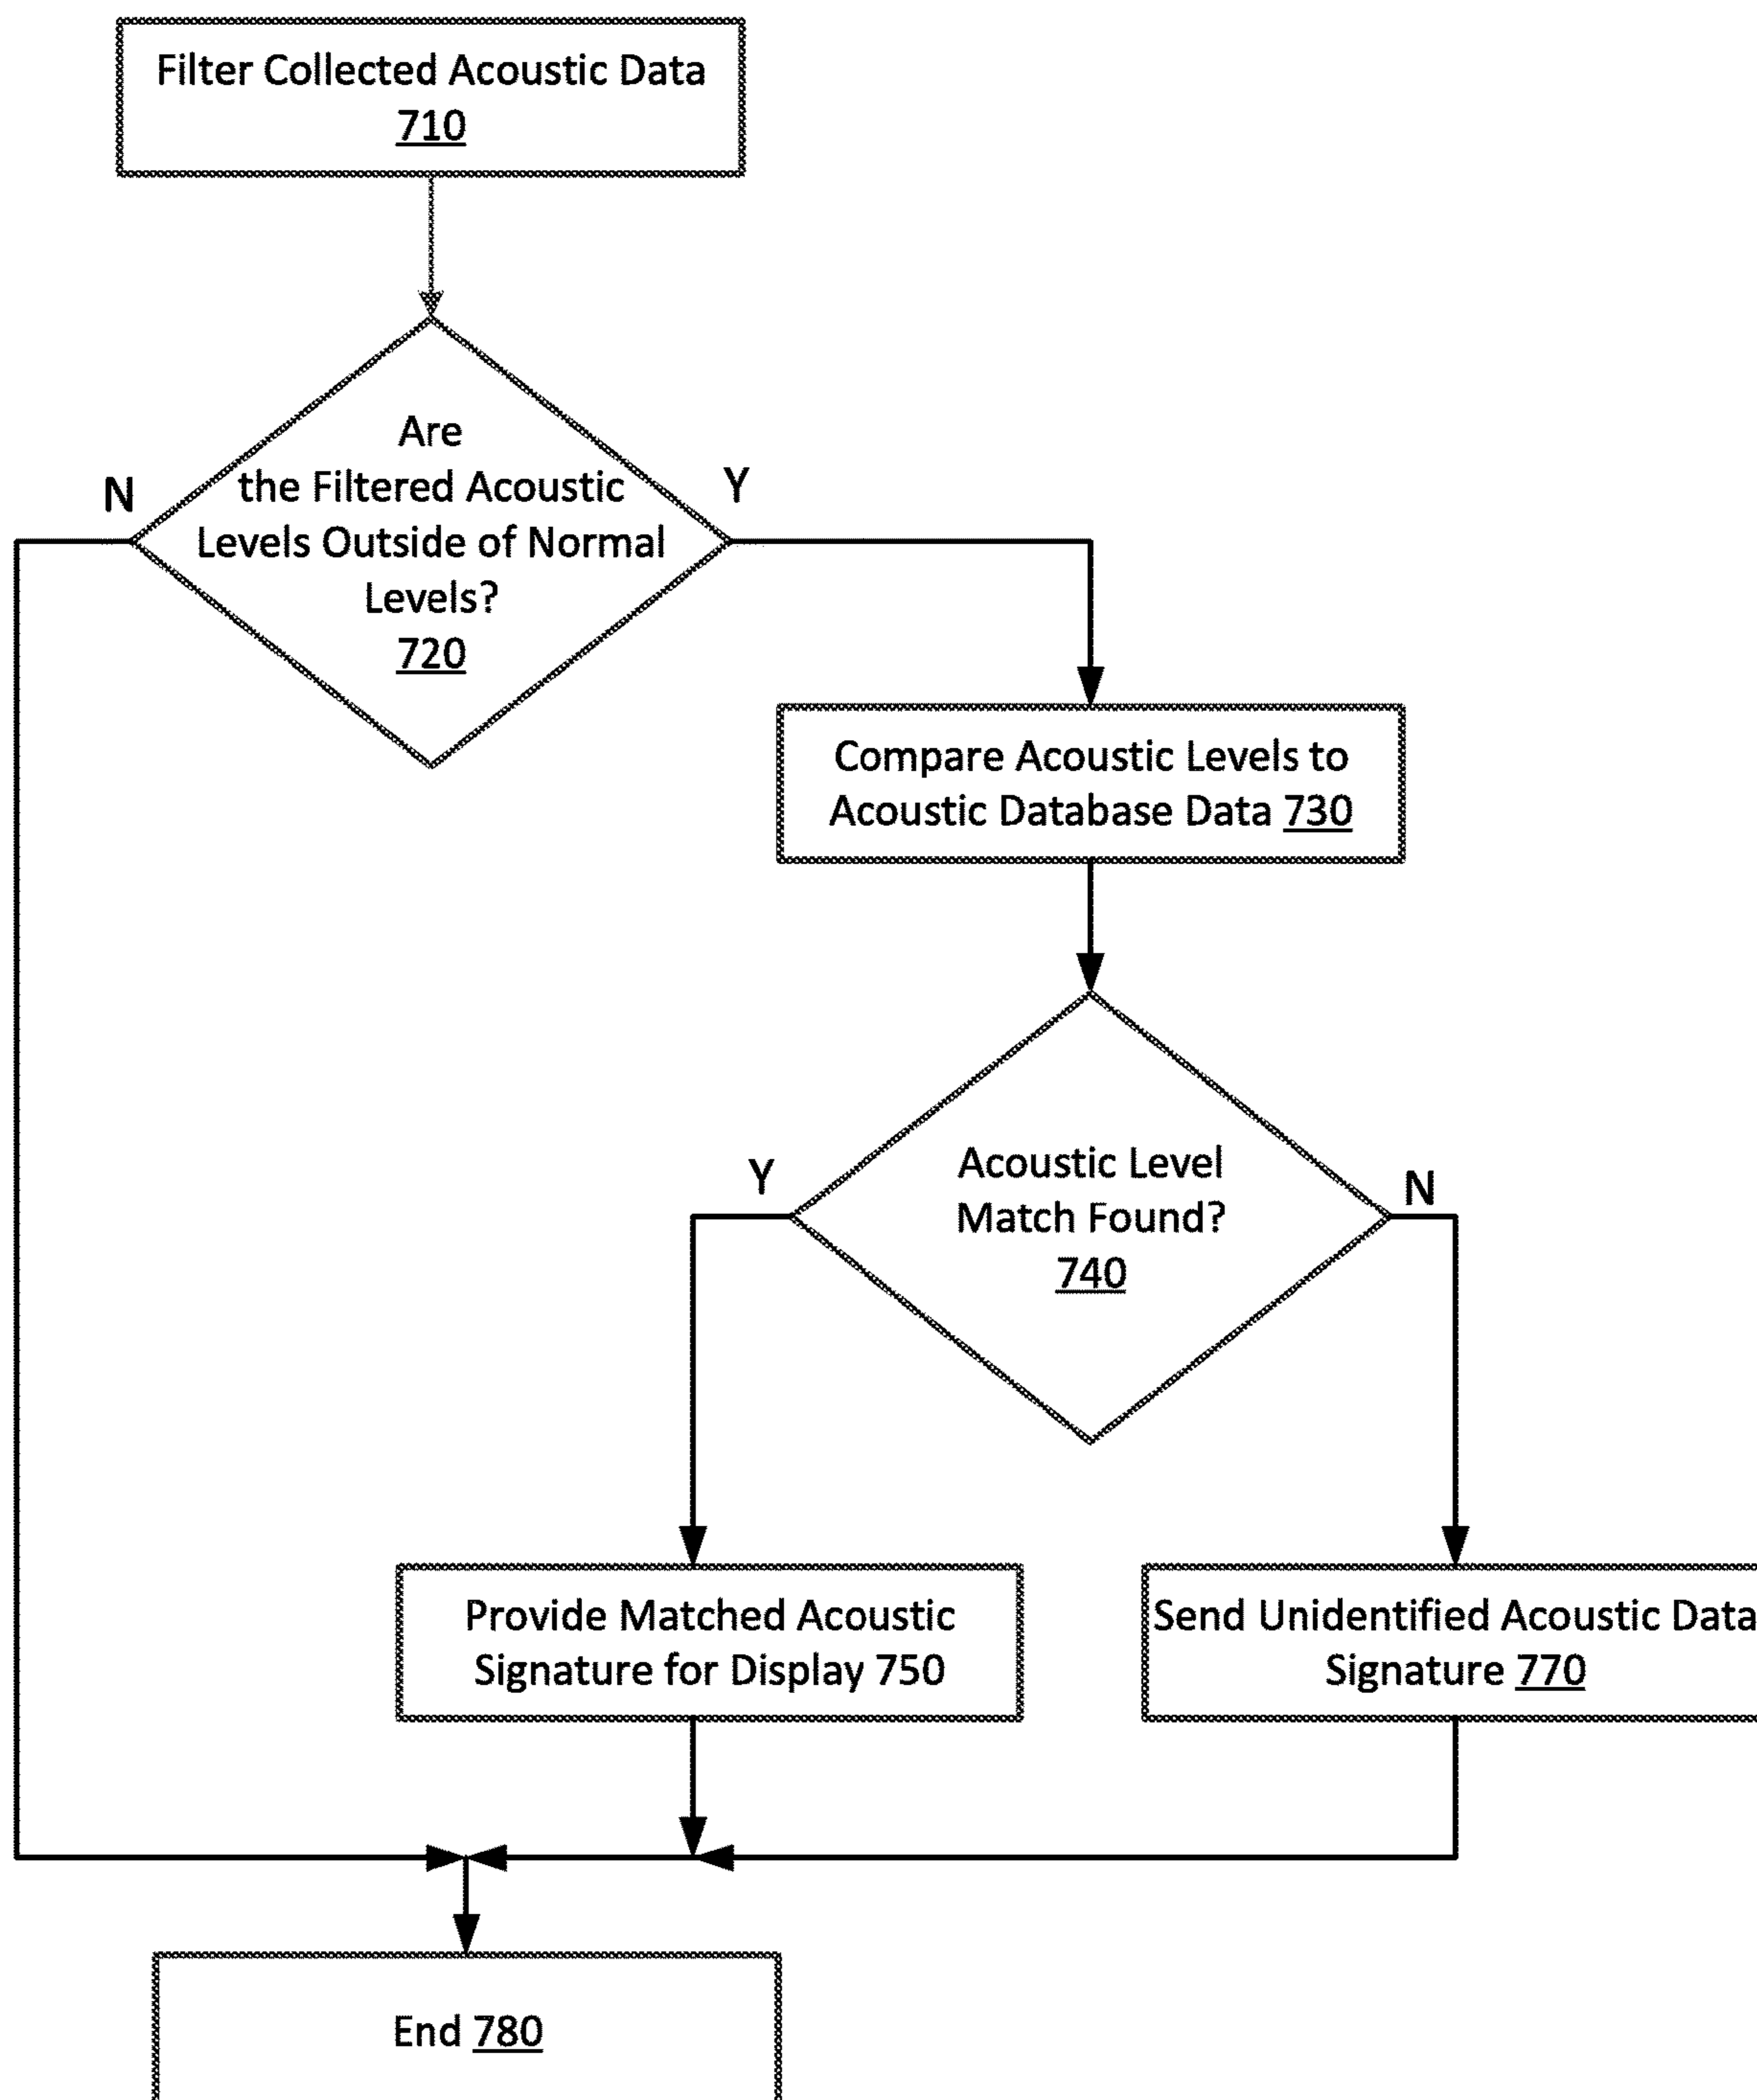 Filter Collected Acoustic Data
710
Are
the Filtered Acoustic
Levels Outside of Normal
Levels?
720
N
Y
Compare Acoustic Levels to
Acoustic Database Data 730
Acoustic Level
Match Found?
740
Y
N
Provide Matched Acoustic
Signature for Display 750
Send Unidentified Acoustic Data
Signature 770
End 780